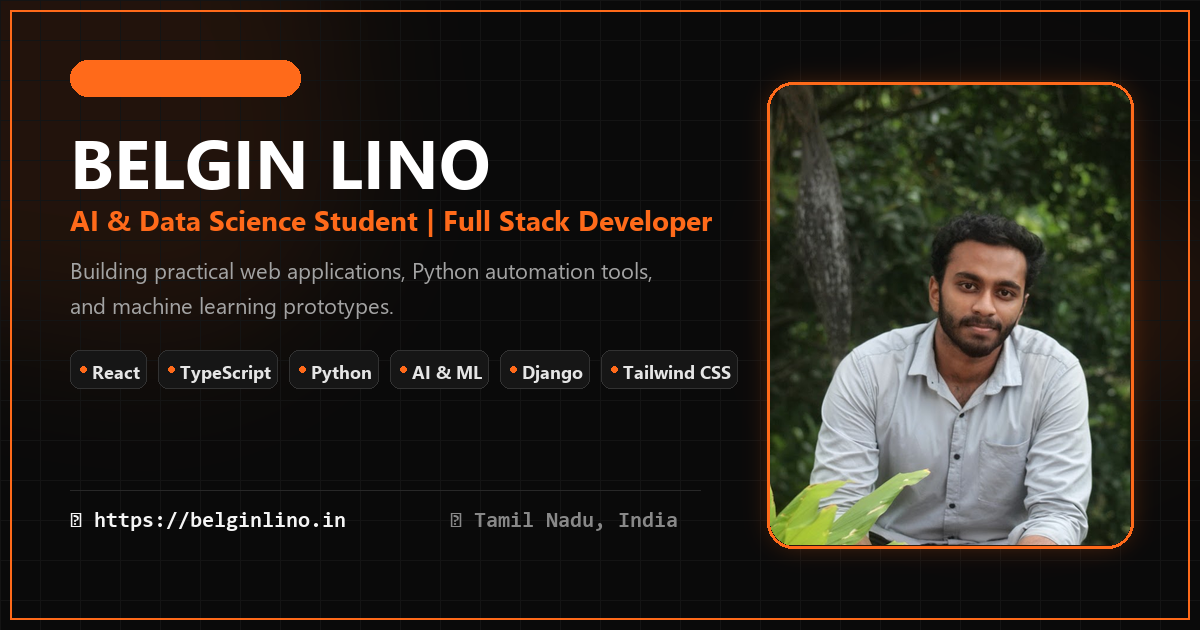 BELGIN LINO
AI & Data Science Student | Full Stack Developer
Building practical web applications, Python automation tools,
and machine learning prototypes.
React TypeScript Python AI & ML Django Tailwind CSS
https://belginlino.in Tamil Nadu, India